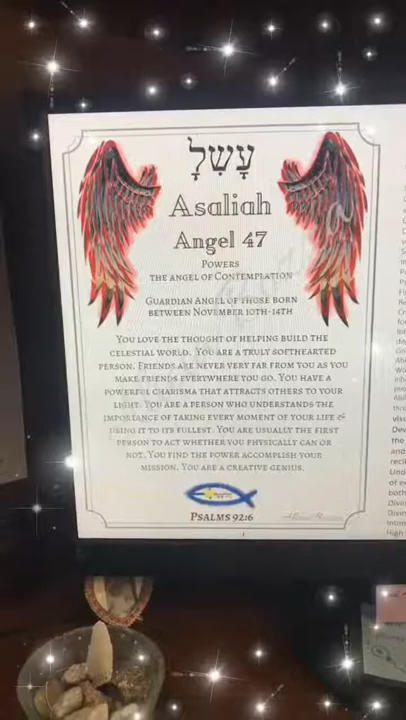 עָשָׁלָ
Asaliah
Angel 47
Powers
The Angel of Contemplation
Guardian Angel of those born
between November 10th-14th
You love the thought of helping build the
celestial world. You are a truly softhearted
person. Friends are never very far from you as you
make friends everywhere you go. You have a
powerful charisma that attracts others to your
light. You are a person who understands the
importance of taking every moment of your life &
using it to its fullest. You are usually the first
person to act whether you physically can or
not. You find the power accomplish your
mission. You are a creative genius.
Psalms 92:6